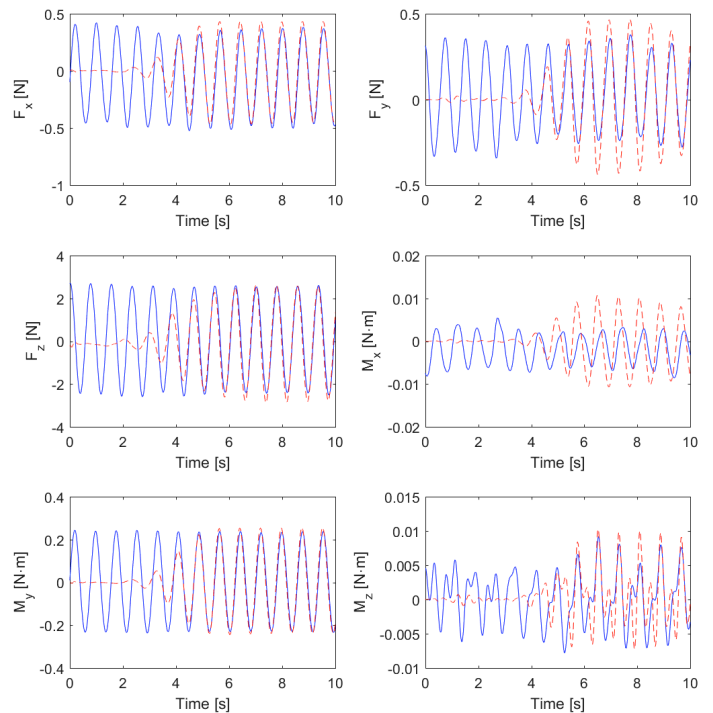 0.5
0
-0.5
-1
F_x [N]
0 2 4 6 8 10
Time [s]
0.5
0
-0.5
F_y [N]
0 2 4 6 8 10
Time [s]
4
2
0
-2
-4
F_z [N]
0 2 4 6 8 10
Time [s]
0.02
0.01
0
-0.01
-0.02
M_x [N·m]
0 2 4 6 8 10
Time [s]
0.4
0.2
0
-0.2
-0.4
M_y [N·m]
0 2 4 6 8 10
Time [s]
0.015
0.01
0.005
0
-0.005
-0.01
M_z [N·m]
0 2 4 6 8 10
Time [s]